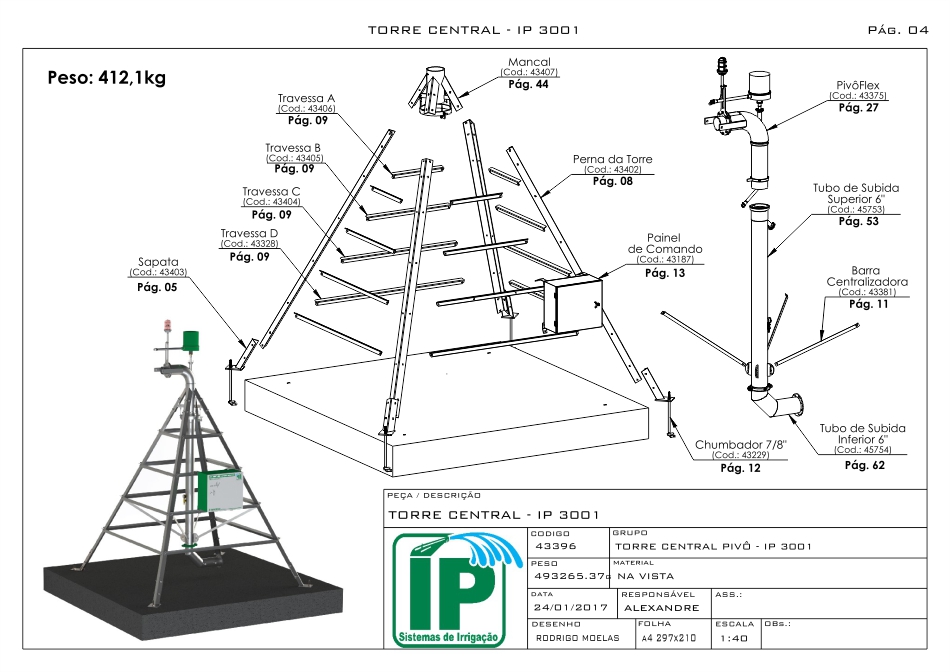 TORRE CENTRAL - IP 3001
PÁG. 04
Peso: 412,1kg
Mancal
(Cod.: 43407)
Pág. 44
PivôFlex
(Cod.: 43375)
Pág. 27
Travessa A
(Cod.: 43406)
Pág. 09
Travessa B
(Cod.: 43405)
Pág. 09
Perna da Torre
(Cod.: 43402)
Pág. 08
Travessa C
(Cod.: 43404)
Pág. 09
Tubo de Subida
Superior 6"
(Cod.: 45753)
Pág. 53
Travessa D
(Cod.: 43328)
Pág. 09
Painel
de Comando
(Cod.: 43187)
Pág. 13
Sapata
(Cod.: 43403)
Pág. 05
Barra
Centralizadora
(Cod.: 43381)
Pág. 11
Tubo de Subida
Inferior 6"
(Cod.: 45754)
Pág. 62
Chumbador 7/8"
(Cod.: 43229)
Pág. 12
PEÇA / DESCRIÇÃO
TORRE CENTRAL - IP 3001
IP
Sistemas de Irrigação
CODIGO
43396
GRUPO
TORRE CENTRAL PIVÔ - IP 3001
PESO
493265.37g
MATERIAL
NA VISTA
DATA
24/01/2017
RESPONSÁVEL
ALEXANDRE
ASS.:
DESENHO
RODRIGO MOELAS
FOLHA
A4 297x210
ESCALA
1:40
OBs.: